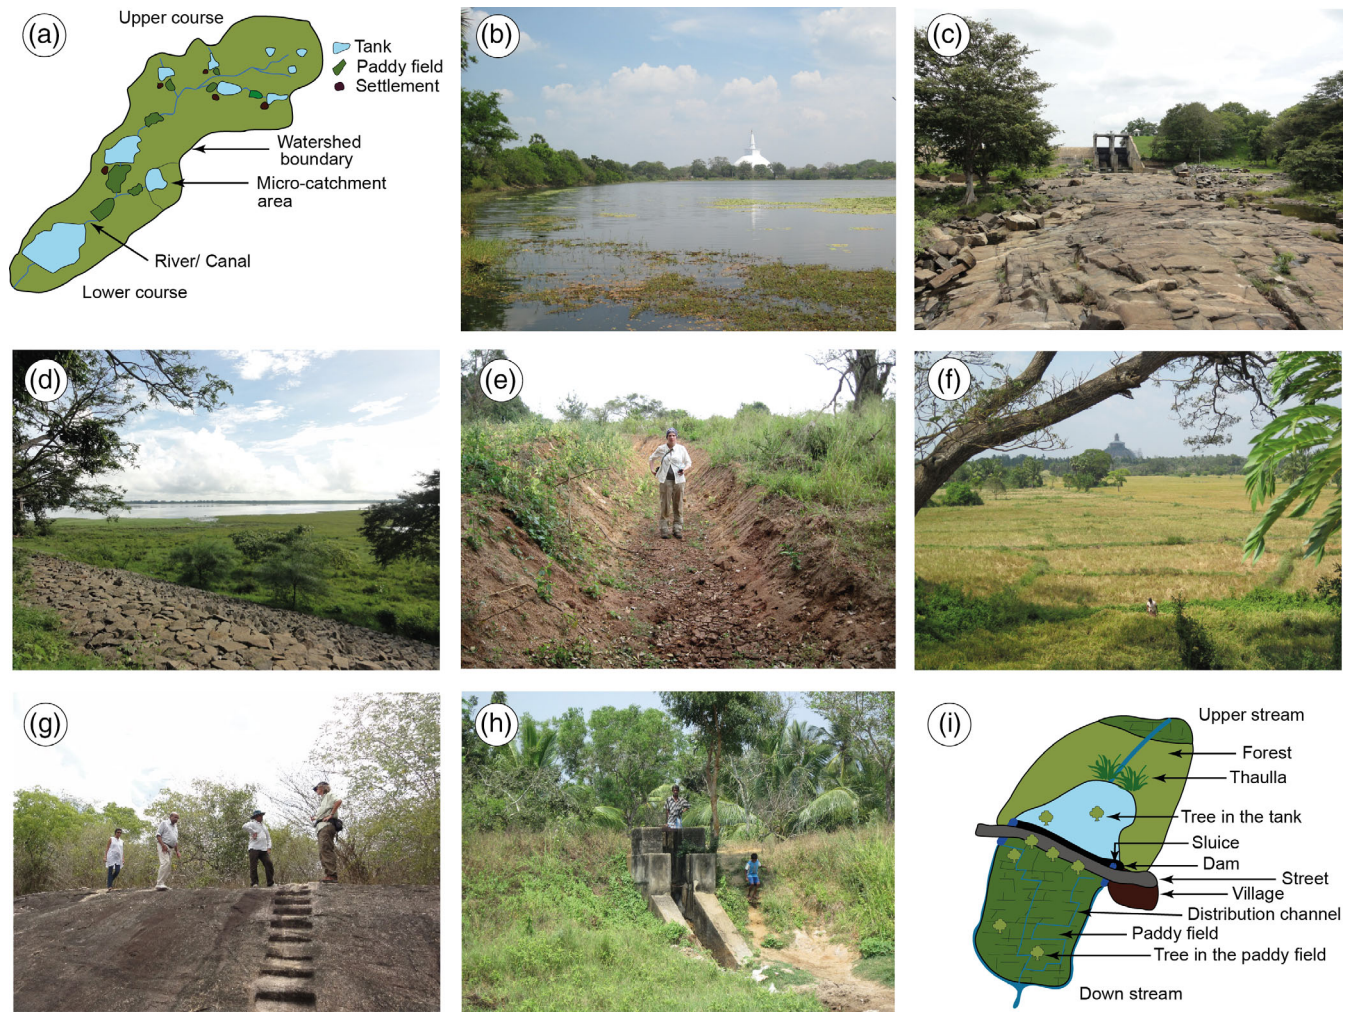 (a)
Upper course
Tank
Paddy field
Settlement
Watershed
boundary
Micro-catchment
area
River/ Canal
Lower course
(b)
(c)
(d)
(e)
(f)
(g)
(h)
(i)
Upper stream
Forest
Thaulla
Tree in the tank
Sluice
Dam
Street
Village
Distribution channel
Paddy field
Tree in the paddy field
Down stream